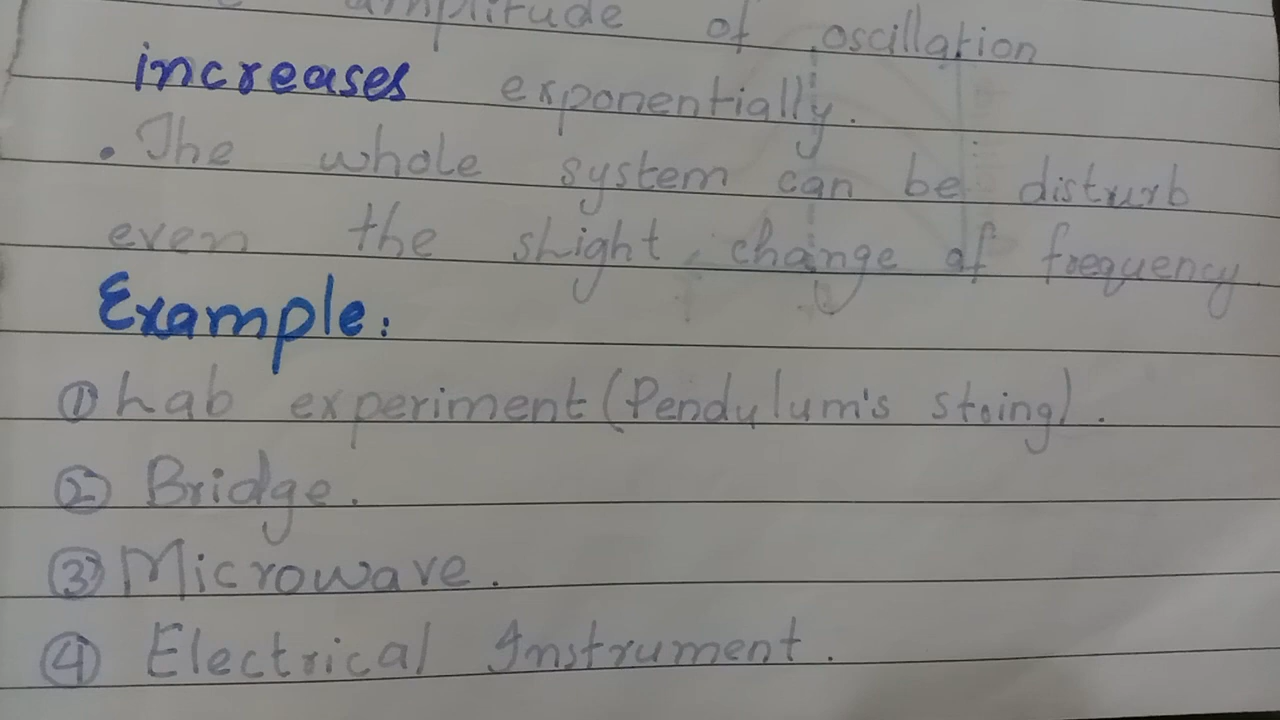 amplitude of oscillation
increases exponentially.
• The whole system can be disturb
even the slight change of frequency
Example:
① Lab experiment (Pendulum's string).
② Bridge.
③ Microwave.
④ Electrical Instrument.